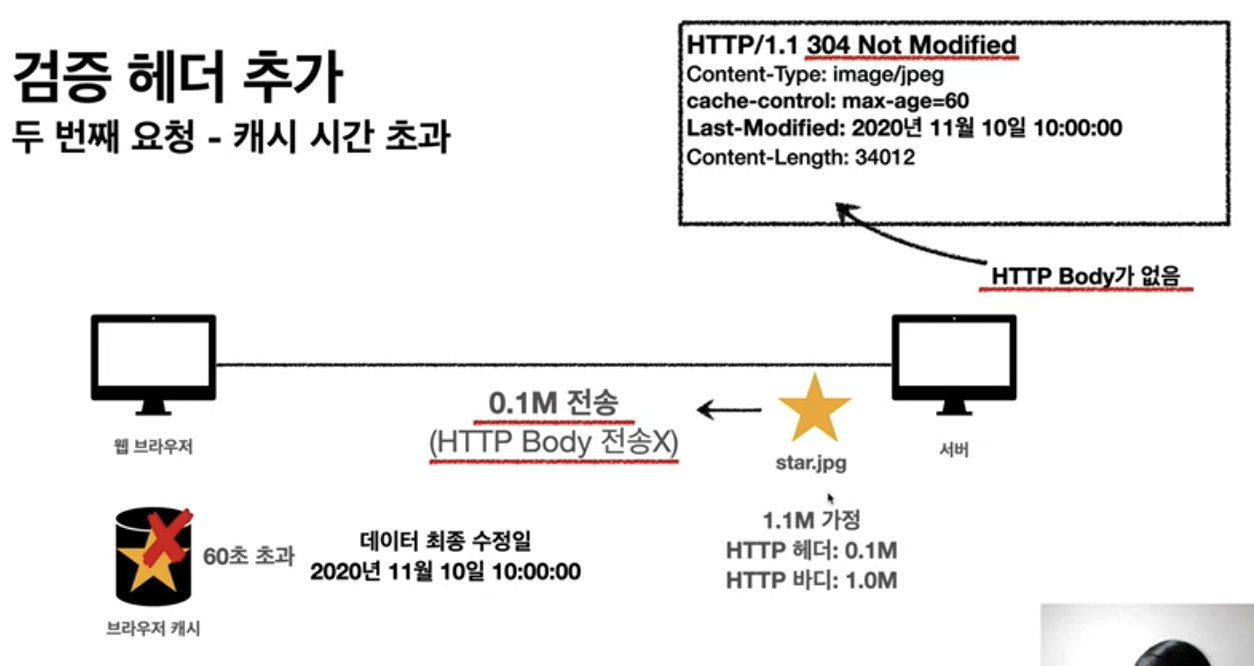 검증 헤더 추가
두 번째 요청 - 캐시 시간 초과
HTTP/1.1 304 Not Modified
Content-Type: image/jpeg
cache-control: max-age=60
Last-Modified: 2020년 11월 10일 10:00:00
Content-Length: 34012
HTTP Body가 없음
0.1M 전송
(HTTP Body 전송X)
웹 브라우저
서버
star.jpg
1.1M 가정
HTTP 헤더: 0.1M
HTTP 바디: 1.0M
60초 초과
데이터 최종 수정일
2020년 11월 10일 10:00:00
브라우저 캐시